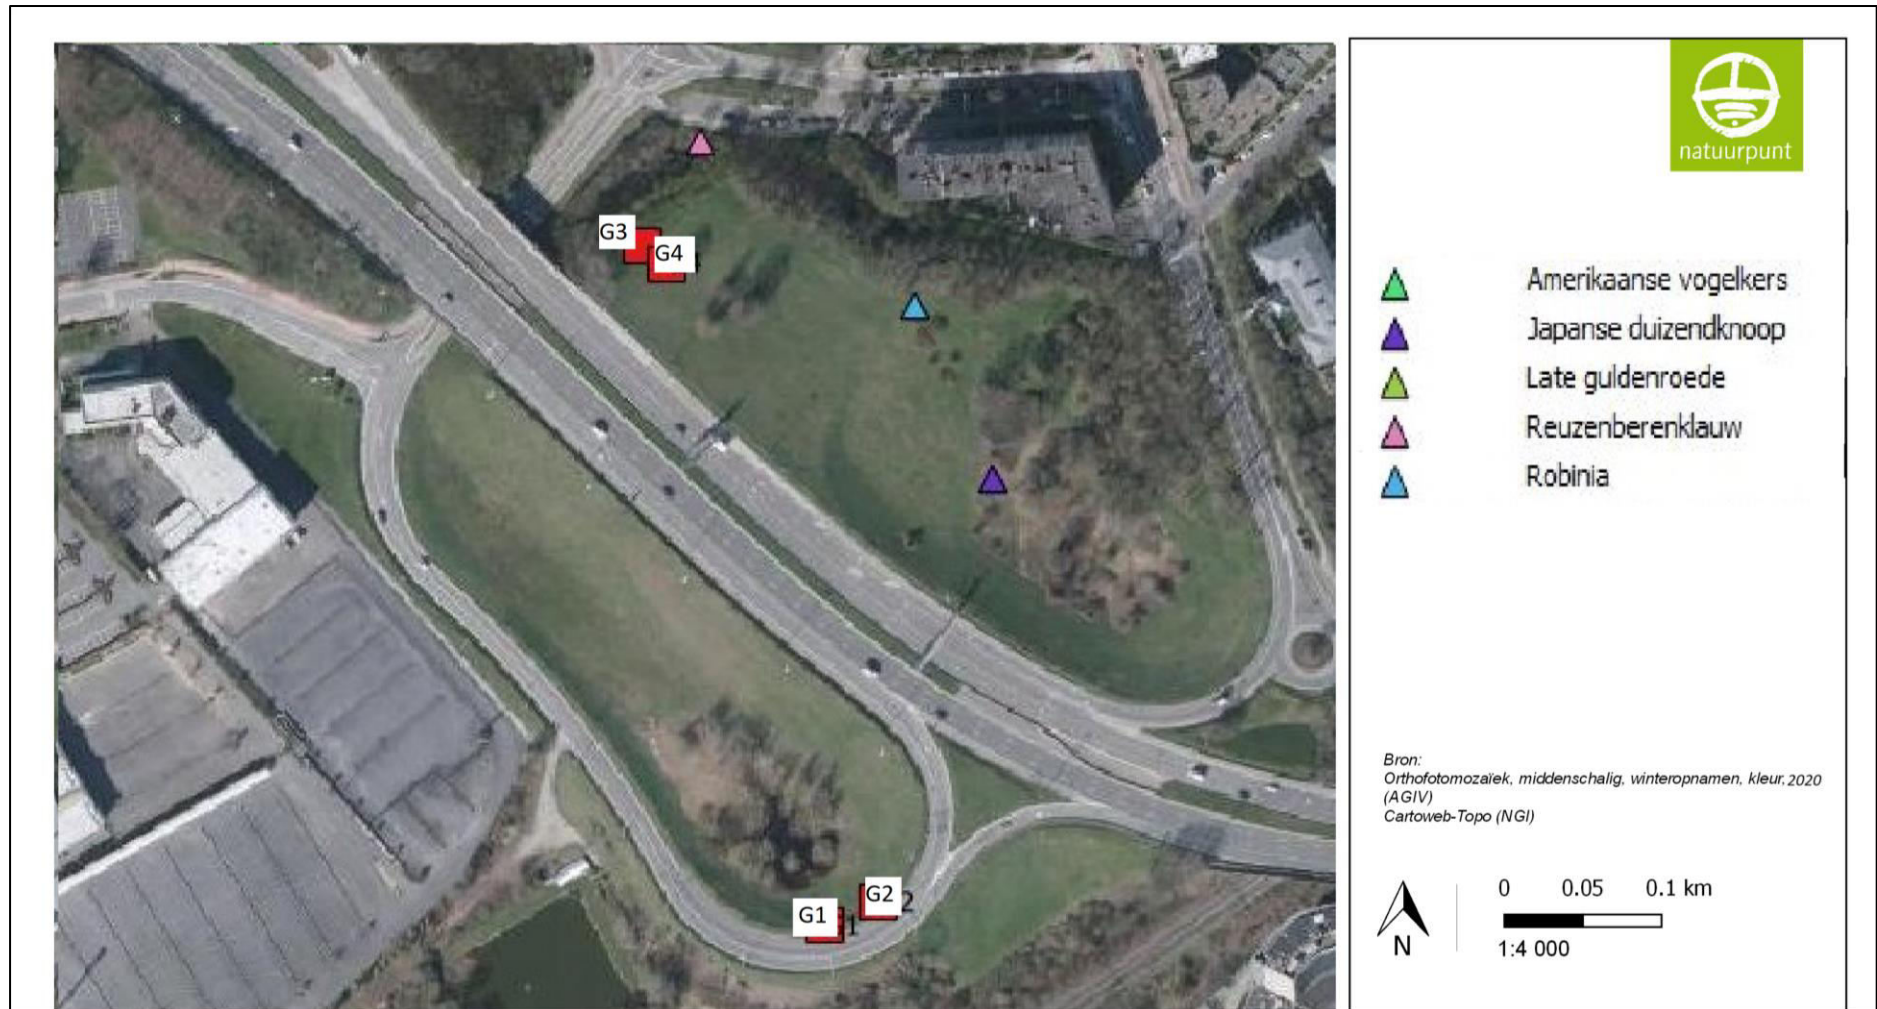 natuurpunt
G3
G4
G1
1
G2
2
Amerikaanse vogelkers
Japanse duizendknoop
Late guldenroede
Reuzenberenklauw
Robinia
Bron:
Orthofotomozaïek, middenschalig, winteropnamen, kleur, 2020
(AGIV)
Cartoweb-Topo (NGI)
0 0.05 0.1 km
N
1:4 000